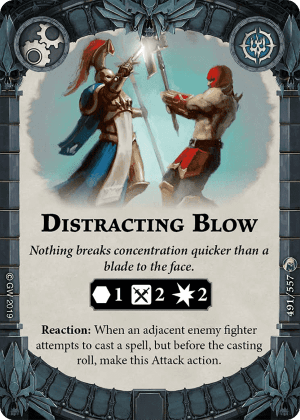 Distracting Blow
Nothing breaks concentration quicker than a
blade to the face.
1 2 2
Reaction: When an adjacent enemy fighter
attempts to cast a spell, but before the casting
roll, make this Attack action.
© GW 2019
491/557